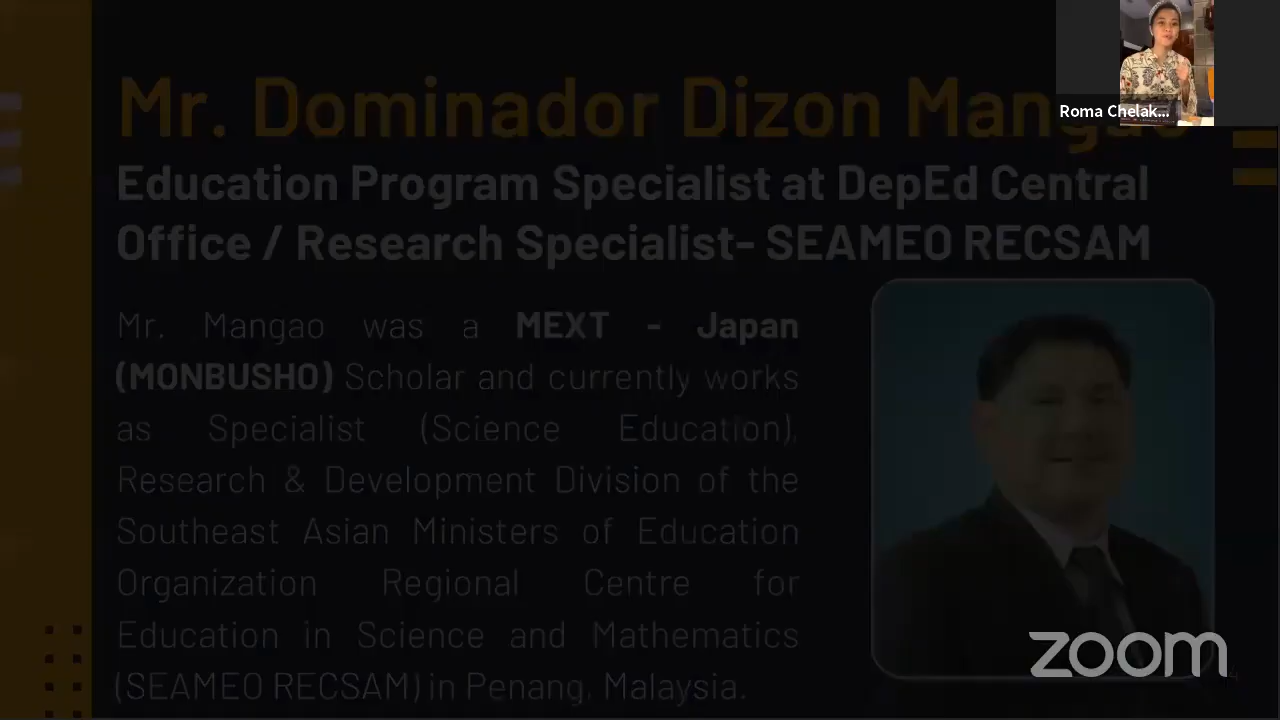 Mr. Dominador Dizon
Roma Chelak...
Education Program Specialist at DepEd Central
Office / Research Specialist- SEAMEO RECSAM
Mr. Mangao was a MEXT - Japan
(MONBUSHO) Scholar and currently works
as Specialist (Science Education),
Research & Development Division of the
Southeast Asian Ministers of Education
Organization Regional Centre for
Education in Science and Mathematics
(SEAMEO RECSAM) in Penang, Malaysia.
zoom